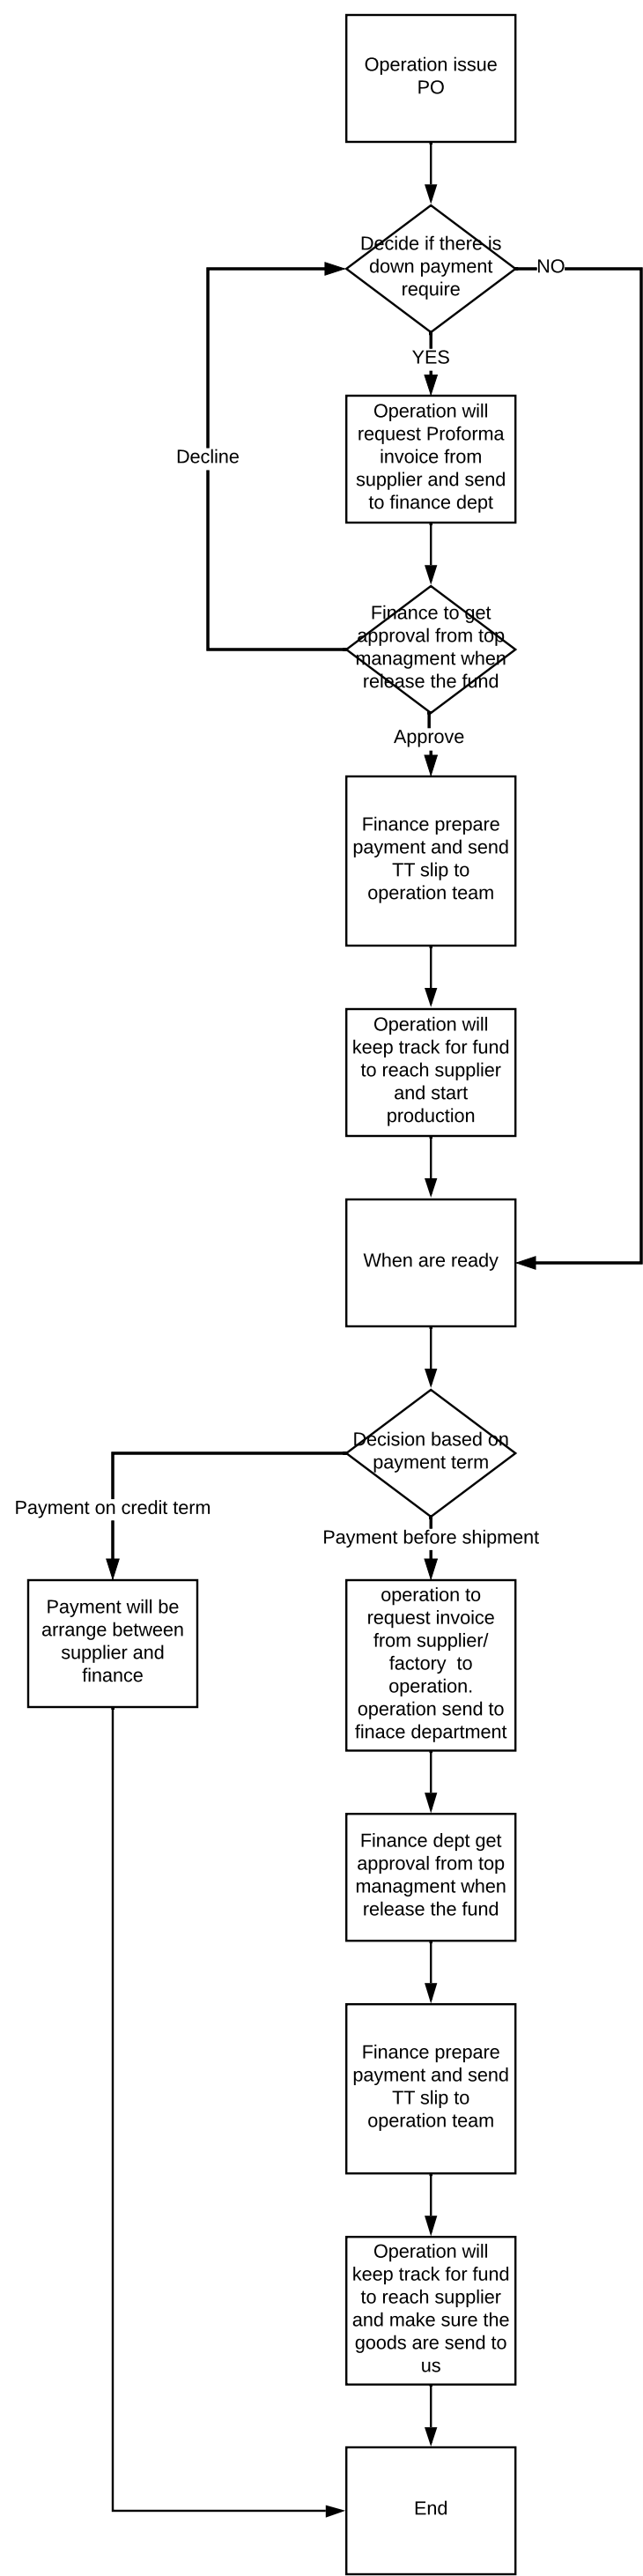 Operation issue
PO
Decide if there is
down payment
require
NO
YES
Operation will
request Proforma
invoice from
supplier and send
to finance dept
Decline
Finance to get
approval from top
managment when
release the fund
Approve
Finance prepare
payment and send
TT slip to
operation team
Operation will
keep track for fund
to reach supplier
and start
production
When are ready
Decision based on
payment term
Payment on credit term
Payment before shipment
Payment will be
arrange between
supplier and
finance
operation to
request invoice
from supplier/
factory  to
operation.
operation send to
finace department
Finance dept get
approval from top
managment when
release the fund
Finance prepare
payment and send
TT slip to
operation team
Operation will
keep track for fund
to reach supplier
and make sure the
goods are send to
us
End